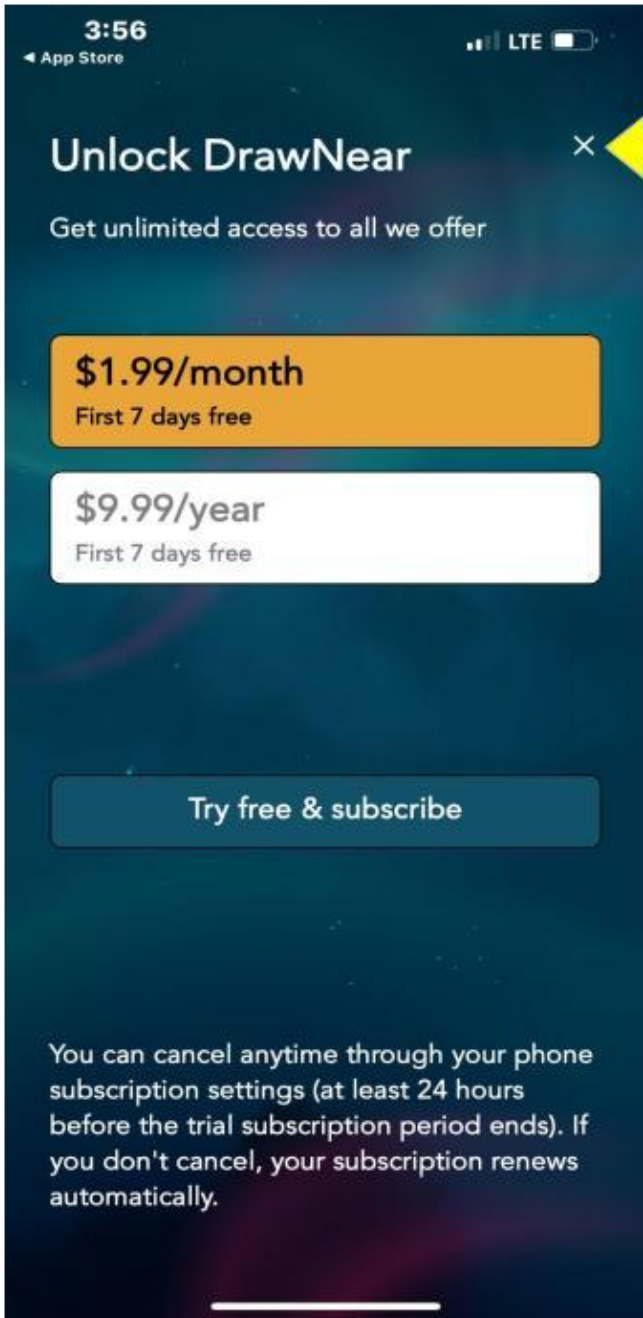 3:56
LTE
◄ App Store
Unlock DrawNear
Get unlimited access to all we offer
$1.99/month
First 7 days free
$9.99/year
First 7 days free
Try free & subscribe
You can cancel anytime through your phone
subscription settings (at least 24 hours
before the trial subscription period ends). If
you don't cancel, your subscription renews
automatically.